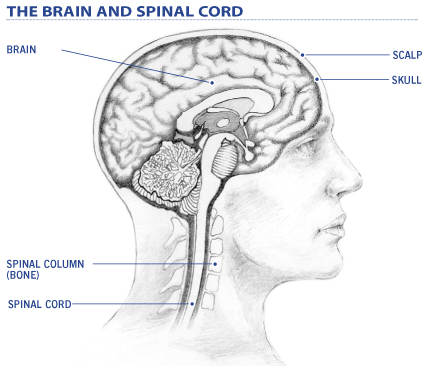 THE BRAIN AND SPINAL CORD
BRAIN
SCALP
SKULL
SPINAL COLUMN
(BONE)
SPINAL CORD